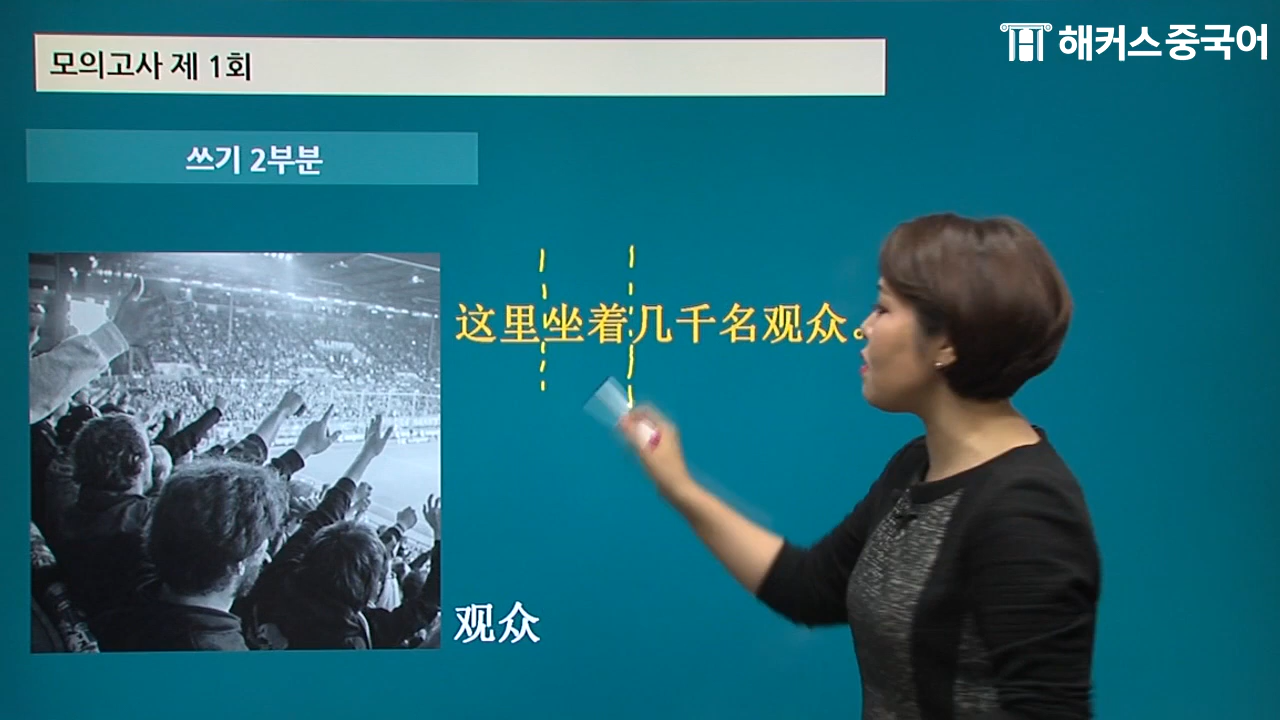 해커스중국어
모의고사 제 1회
쓰기 2부분
这里坐着几千名观众。
观众